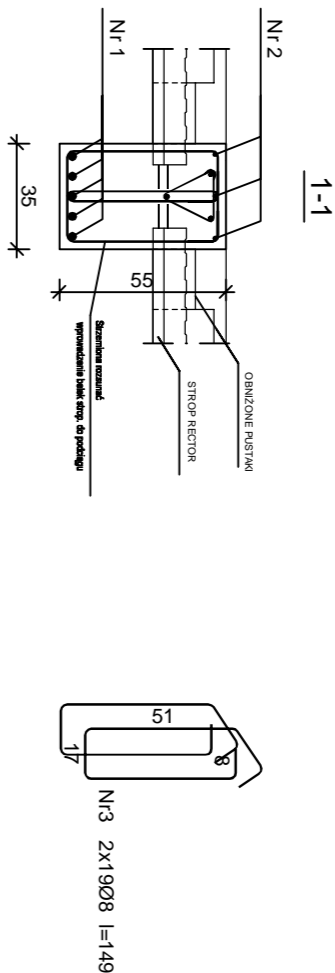 1-1
Nr 2
Nr 1
35
55
OBNIŻONE PUSTAKI
STROP RECTOR
Strzemiona rozsunąć
wprowadzenie belek strop. do podciągu
51
17
8
Nr3 2x19Ø8 l=149